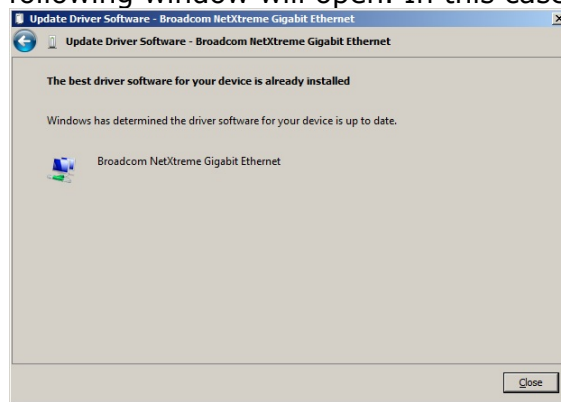 following window will open. In this case
Update Driver Software - Broadcom NetXtreme Gigabit Ethernet
Update Driver Software - Broadcom NetXtreme Gigabit Ethernet
The best driver software for your device is already installed
Windows has determined the driver software for your device is up to date.
Broadcom NetXtreme Gigabit Ethernet
Close